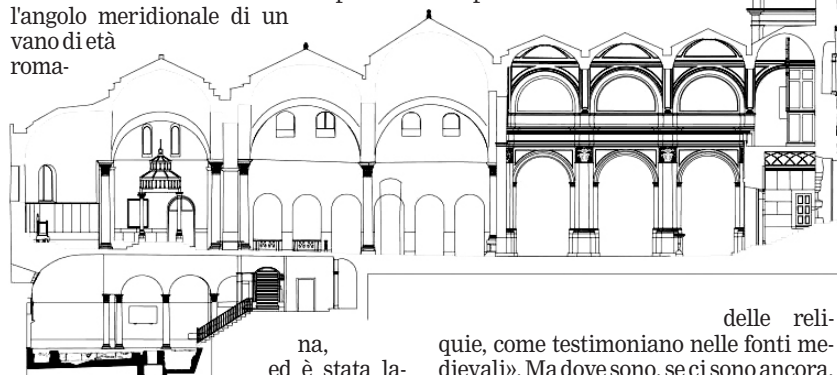 l'angolo meridionale di un
vano di età
roma-
na,
ed è stata la-
delle reli-
quie, come testimoniano nelle fonti me-
dievali». Ma dove sono, se ci sono ancora,